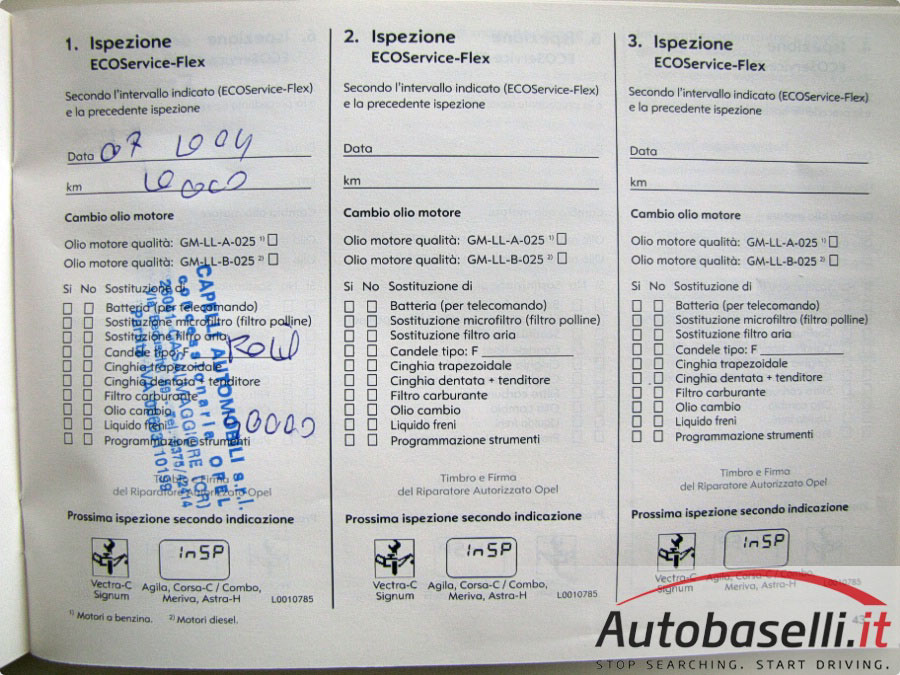 1. Ispezione
ECOService-Flex
Secondo l'intervallo indicato (ECOService-Flex)
e la precedente ispezione
Data 07 2004
km
Cambio olio motore
Olio motore qualità: GM-LL-A-025 1)
Olio motore qualità: GM-LL-B-025 2)
Si No Sostituzione di
Batteria (per telecomando)
Sostituzione microfiltro (filtro polline)
Sostituzione filtro aria
Candele tipo: F
Cinghia trapezoidale
Cinghia dentata + tenditore
Filtro carburante
Olio cambio
Liquido freni
Programmazione strumenti
CAPELLI AUTOMOBILI s.r.l.
concessionaria OPEL
CASALMAGGIORE (CR)
Timbro e Firma
del Riparatore Autorizzato Opel
Prossima ispezione secondo indicazione
InSP
Vectra-C
Signum
Agila, Corsa-C / Combo,
Meriva, Astra-H
L0010785
1) Motori a benzina. 2) Motori diesel.
2. Ispezione
ECOService-Flex
Secondo l'intervallo indicato (ECOService-Flex)
e la precedente ispezione
Data
km
Cambio olio motore
Olio motore qualità: GM-LL-A-025 1)
Olio motore qualità: GM-LL-B-025 2)
Si No Sostituzione di
Batteria (per telecomando)
Sostituzione microfiltro (filtro polline)
Sostituzione filtro aria
Candele tipo: F
Cinghia trapezoidale
Cinghia dentata + tenditore
Filtro carburante
Olio cambio
Liquido freni
Programmazione strumenti
Timbro e Firma
del Riparatore Autorizzato Opel
Prossima ispezione secondo indicazione
InSP
Vectra-C
Signum
Agila, Corsa-C / Combo,
Meriva, Astra-H
L0010785
3. Ispezione
ECOService-Flex
Secondo l'intervallo indicato (ECOService-Flex)
e la precedente ispezione
Data
km
Cambio olio motore
Olio motore qualità: GM-LL-A-025 1)
Olio motore qualità: GM-LL-B-025 2)
Si No Sostituzione di
Batteria (per telecomando)
Sostituzione microfiltro (filtro polline)
Sostituzione filtro aria
Candele tipo: F
Cinghia trapezoidale
Cinghia dentata + tenditore
Filtro carburante
Olio cambio
Liquido freni
Programmazione strumenti
Timbro e Firma
del Riparatore Autorizzato Opel
Prossima ispezione secondo indicazione
InSP
Vectra-C
Signum
Agila, Corsa-C / Combo,
Meriva, Astra-H
L0010785
43
Autobaselli.it
STOP SEARCHING. START DRIVING.